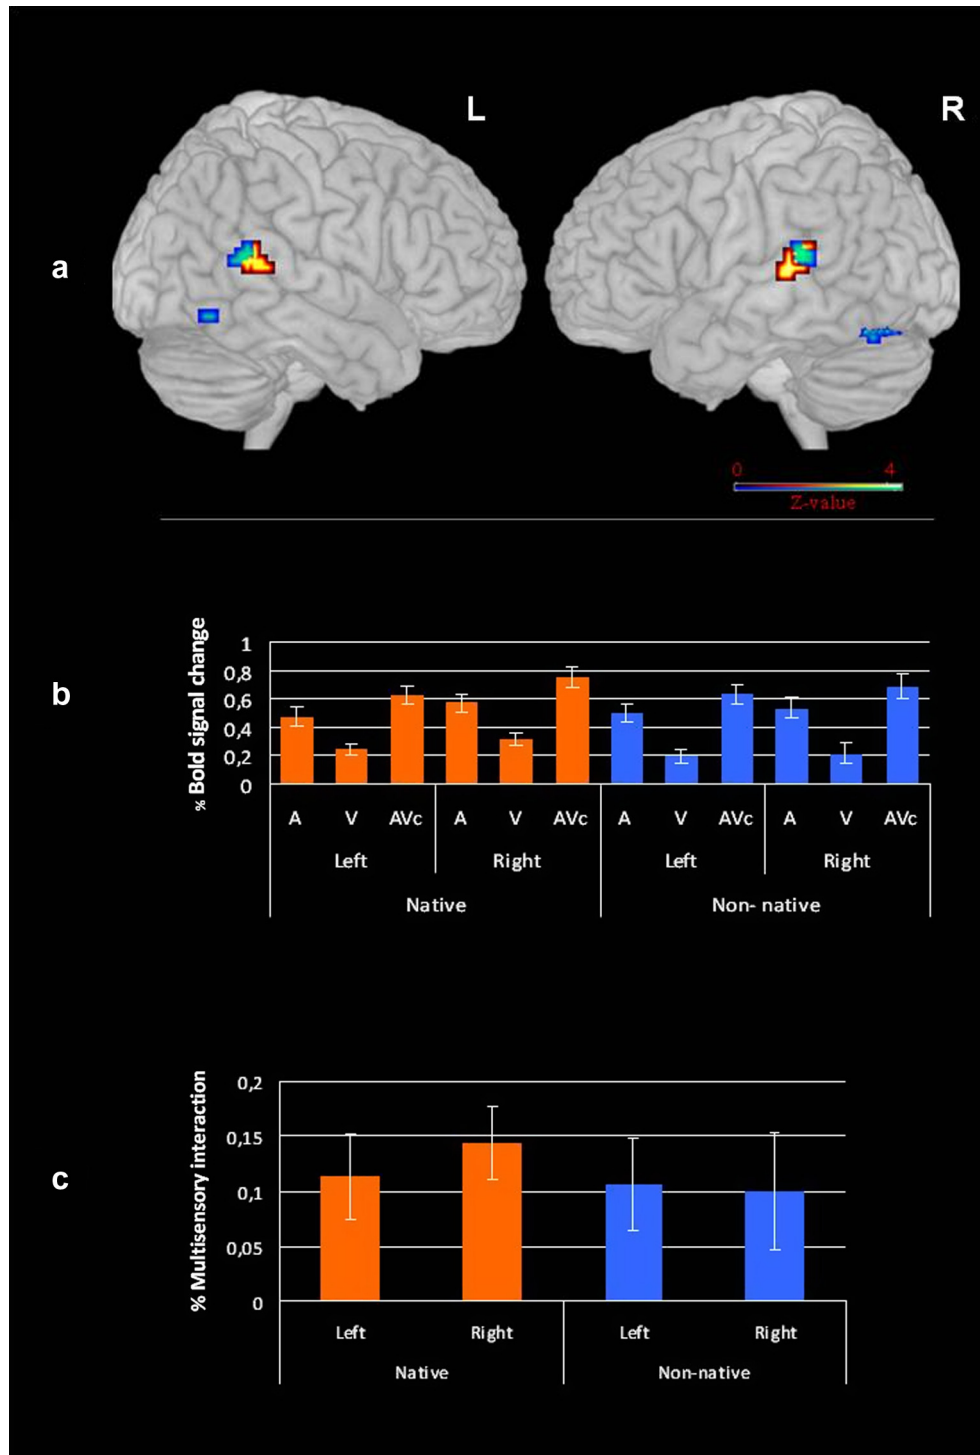 L R
a
0 4
Z-value
b
% Bold signal change
1
0,8
0,6
0,4
0,2
0
A V AVc A V AVc A V AVc A V AVc
Left Right Left Right
Native Non- native
c
% Multisensory interaction
0,2
0,15
0,1
0,05
0
Left Right Left Right
Native Non-native